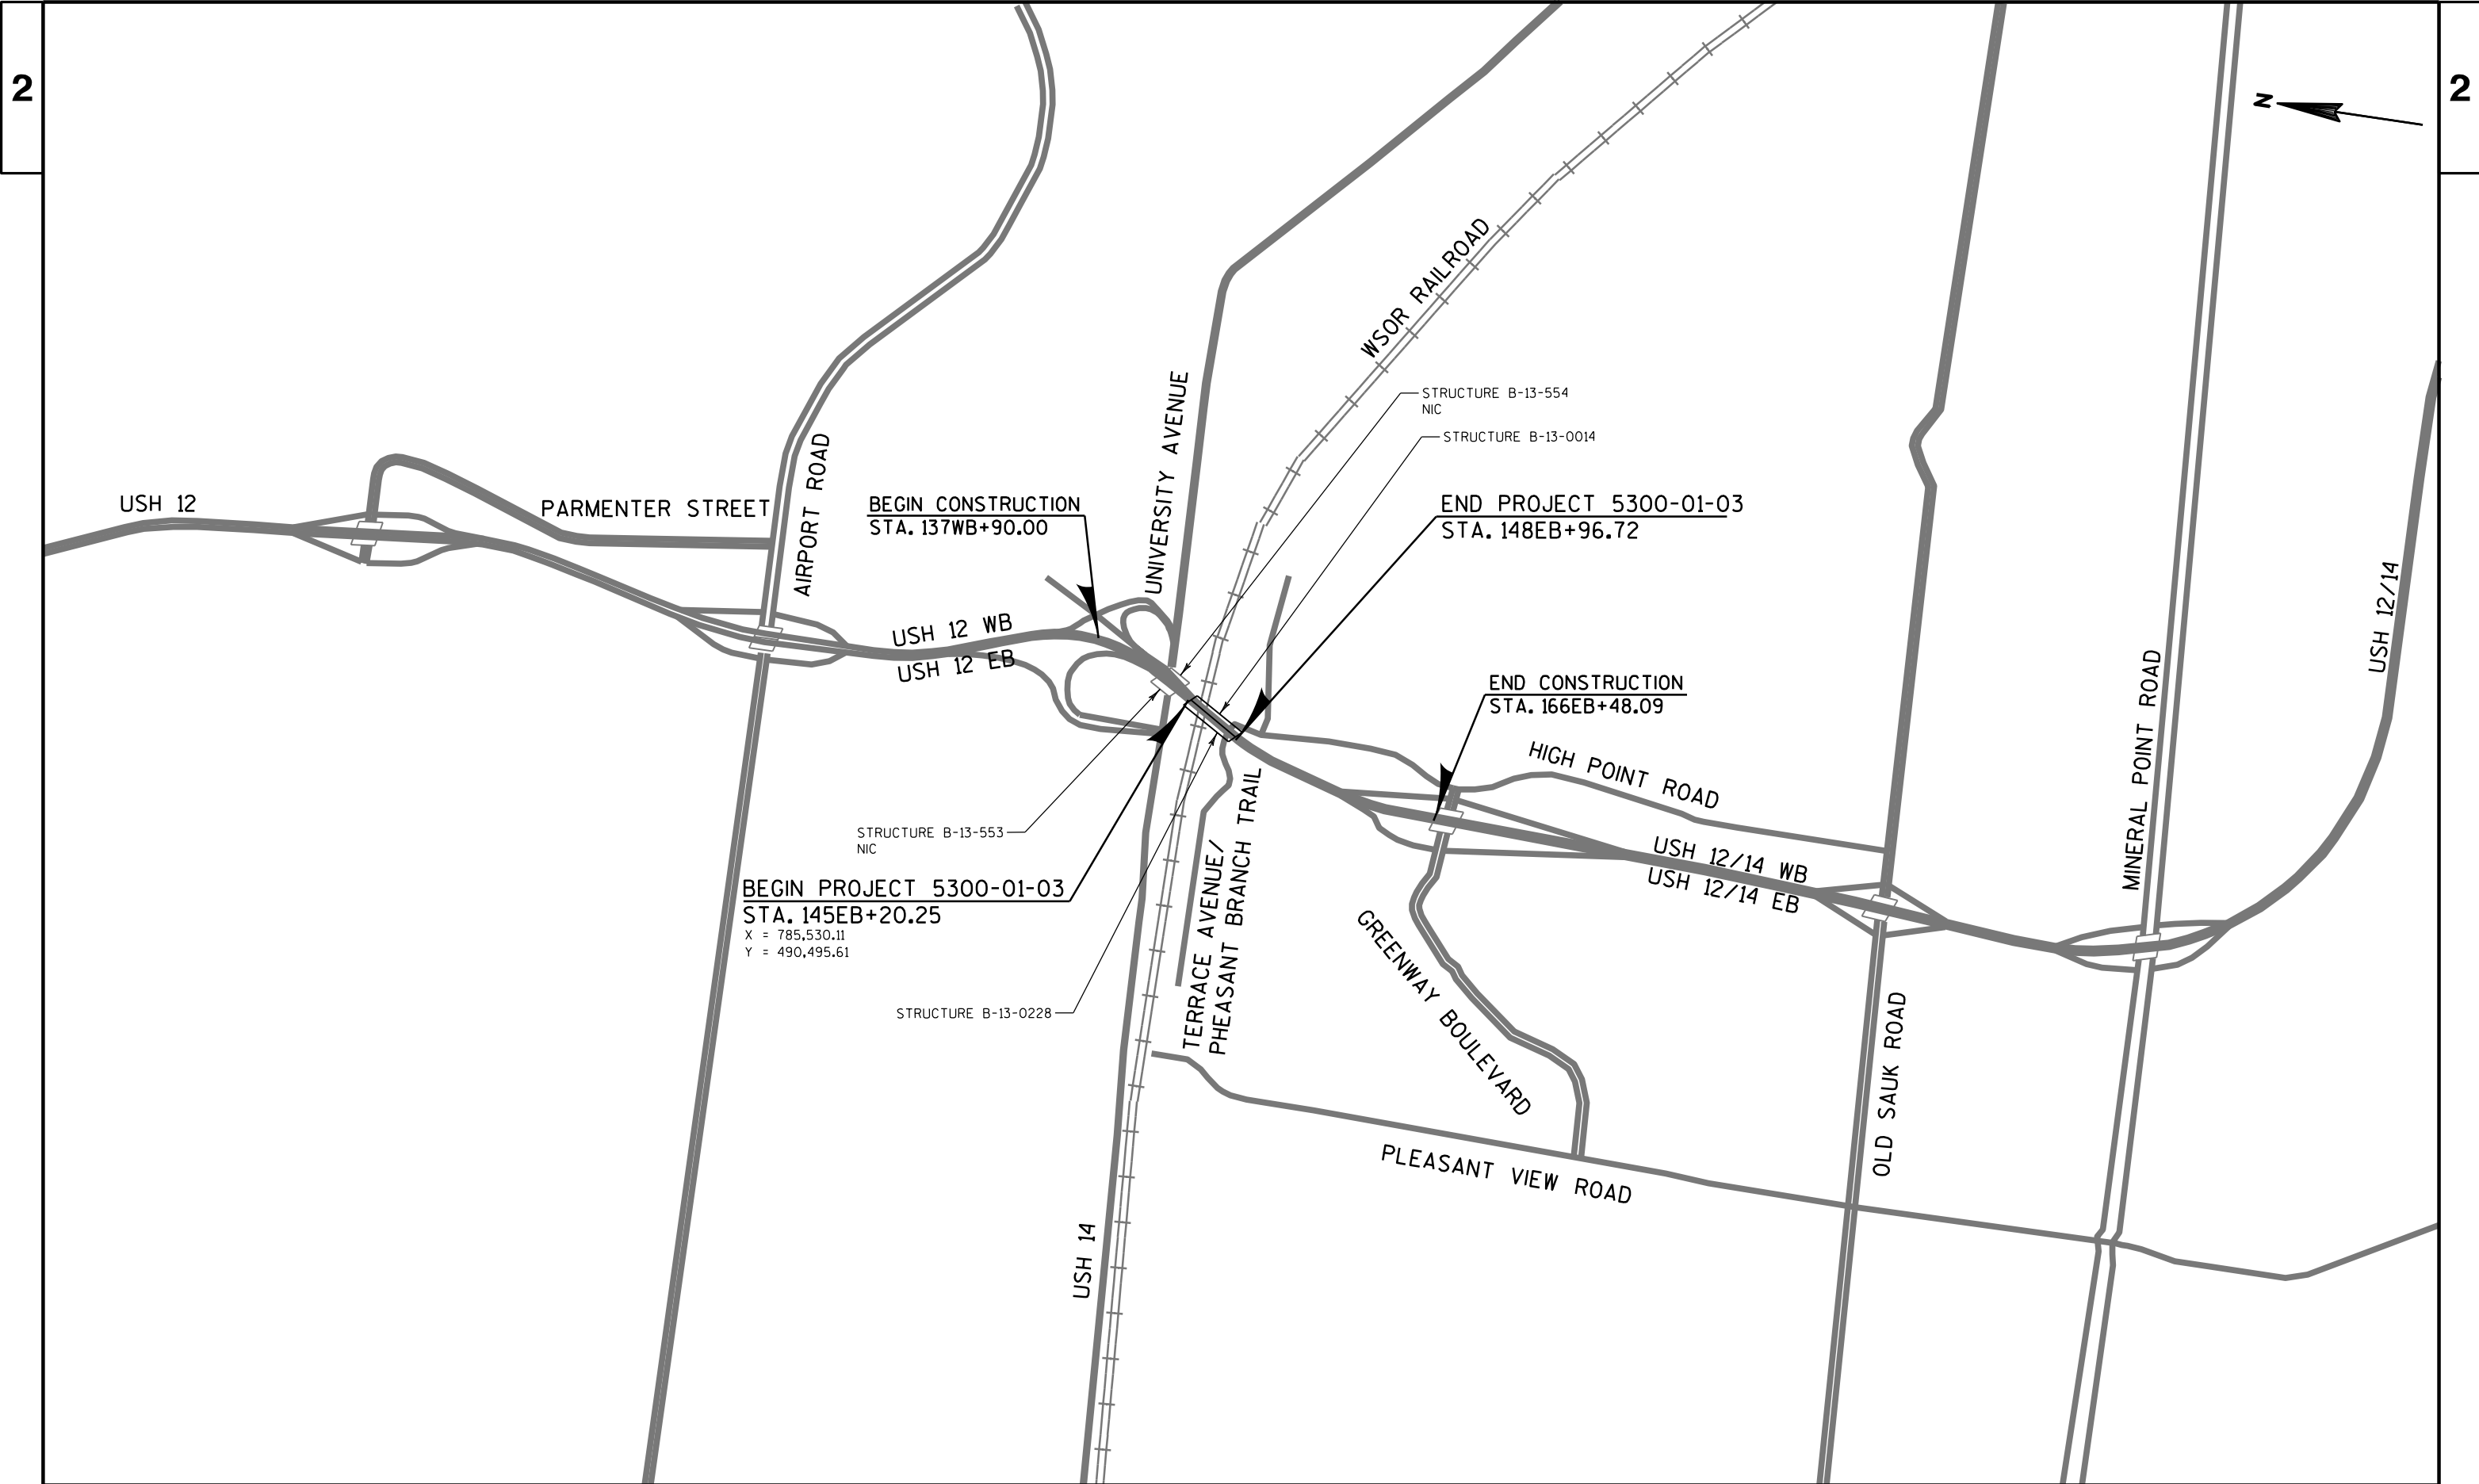 2
2
N
WSOR RAILROAD
STRUCTURE B-13-554
NIC
STRUCTURE B-13-0014
UNIVERSITY AVENUE
USH 12
PARMENTER STREET
AIRPORT ROAD
BEGIN CONSTRUCTION
STA. 137WB+90.00
END PROJECT 5300-01-03
STA. 148EB+96.72
USH 12 WB
USH 12 EB
USH 12/14
END CONSTRUCTION
STA. 166EB+48.09
HIGH POINT ROAD
MINERAL POINT ROAD
STRUCTURE B-13-553
NIC
BEGIN PROJECT 5300-01-03
STA. 145EB+20.25
X = 785,530.11
Y = 490,495.61
USH 12/14 WB
USH 12/14 EB
TERRACE AVENUE/
PHEASANT BRANCH TRAIL
GREENWAY BOULEVARD
STRUCTURE B-13-0228
OLD SAUK ROAD
PLEASANT VIEW ROAD
USH 14